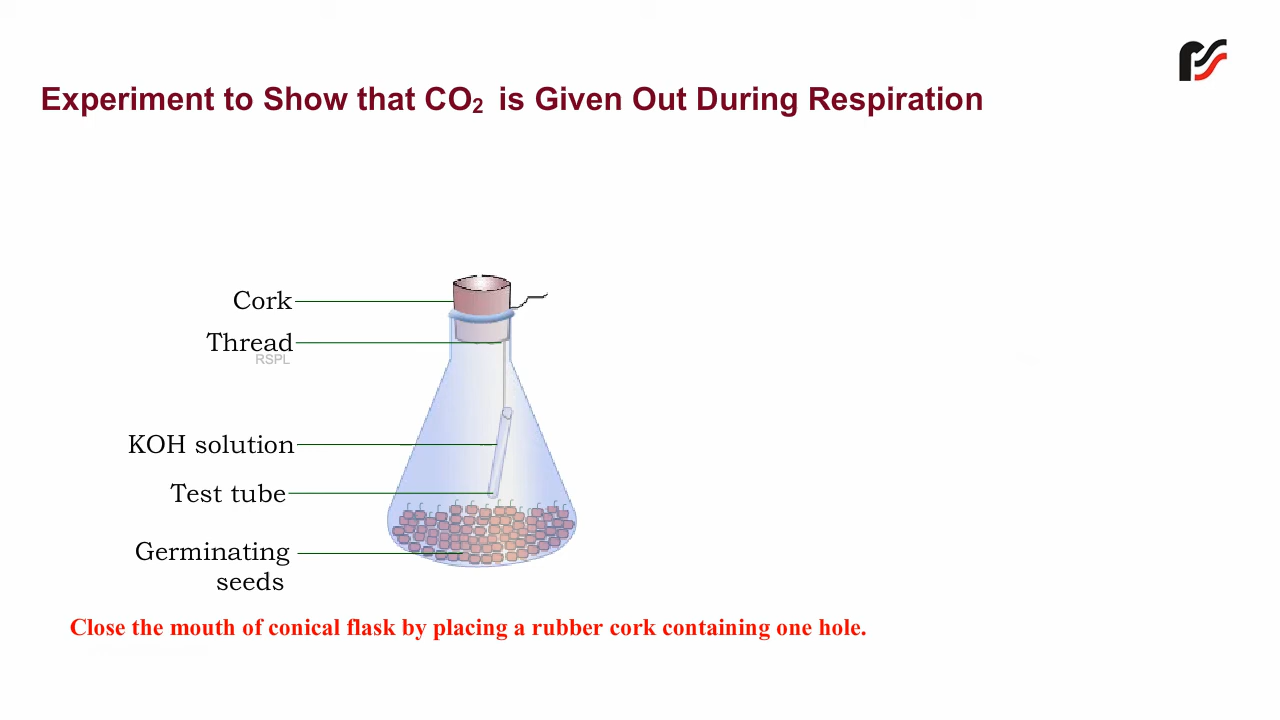 Experiment to Show that CO₂ is Given Out During Respiration
Cork
Thread
RSPL
KOH solution
Test tube
Germinating
seeds
Close the mouth of conical flask by placing a rubber cork containing one hole.